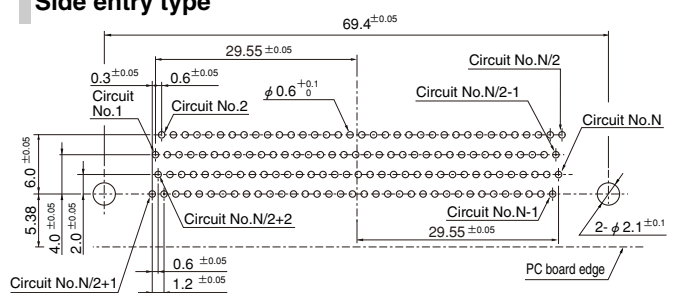 Side entry type
69.4±0.05
29.55±0.05
Circuit No.N/2
0.3±0.05
0.6±0.05
φ0.6 +0.1 0
Circuit No.N/2-1
Circuit
No.1
Circuit No.2
Circuit No.N
6.0 ±0.05
5.38
4.0 ±0.05
2.0 ±0.05
Circuit No.N/2+2
Circuit No.N-1
29.55±0.05
2-φ2.1±0.1
0.6 ±0.05
PC board edge
Circuit No.N/2+1
1.2 ±0.05